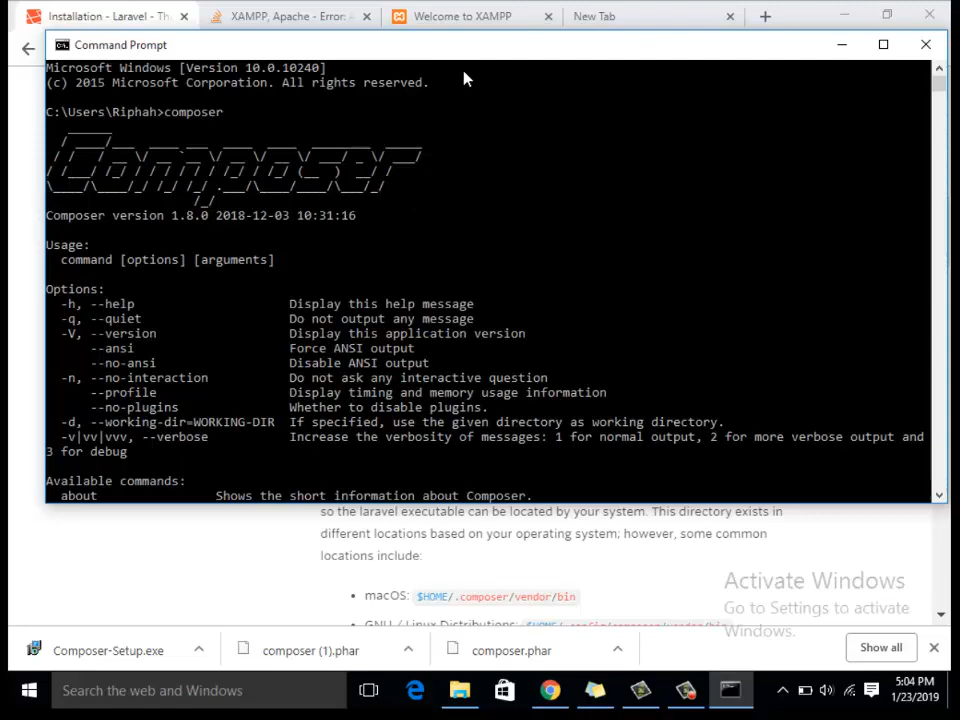 Installation - Laravel - Th
XAMPP, Apache - Error: A
Welcome to XAMPP
New Tab
Command Prompt
Microsoft Windows [Version 10.0.10240]
(c) 2015 Microsoft Corporation. All rights reserved.
C:\Users\Riphah>composer
Composer
Composer version 1.8.0 2018-12-03 10:31:16
Usage:
command [options] [arguments]
Options:
-h, --help Display this help message
-q, --quiet Do not output any message
-V, --version Display this application version
--ansi Force ANSI output
--no-ansi Disable ANSI output
-n, --no-interaction Do not ask any interactive question
--profile Display timing and memory usage information
--no-plugins Whether to disable plugins.
-d, --working-dir=WORKING-DIR If specified, use the given directory as working directory.
-v|vv|vvv, --verbose Increase the verbosity of messages: 1 for normal output, 2 for more verbose output and
3 for debug
Available commands:
about Shows the short information about Composer.
so the laravel executable can be located by your system. This directory exists in
different locations based on your operating system; however, some common
locations include:
• macOS: $HOME/.composer/vendor/bin
• GNU / Linux Distributions: $HOME/.config/composer/vendor/bin
Activate Windows
Go to Settings to activate
Windows.
Composer-Setup.exe
composer (1).phar
composer.phar
Show all
Search the web and Windows
5:04 PM
1/23/2019